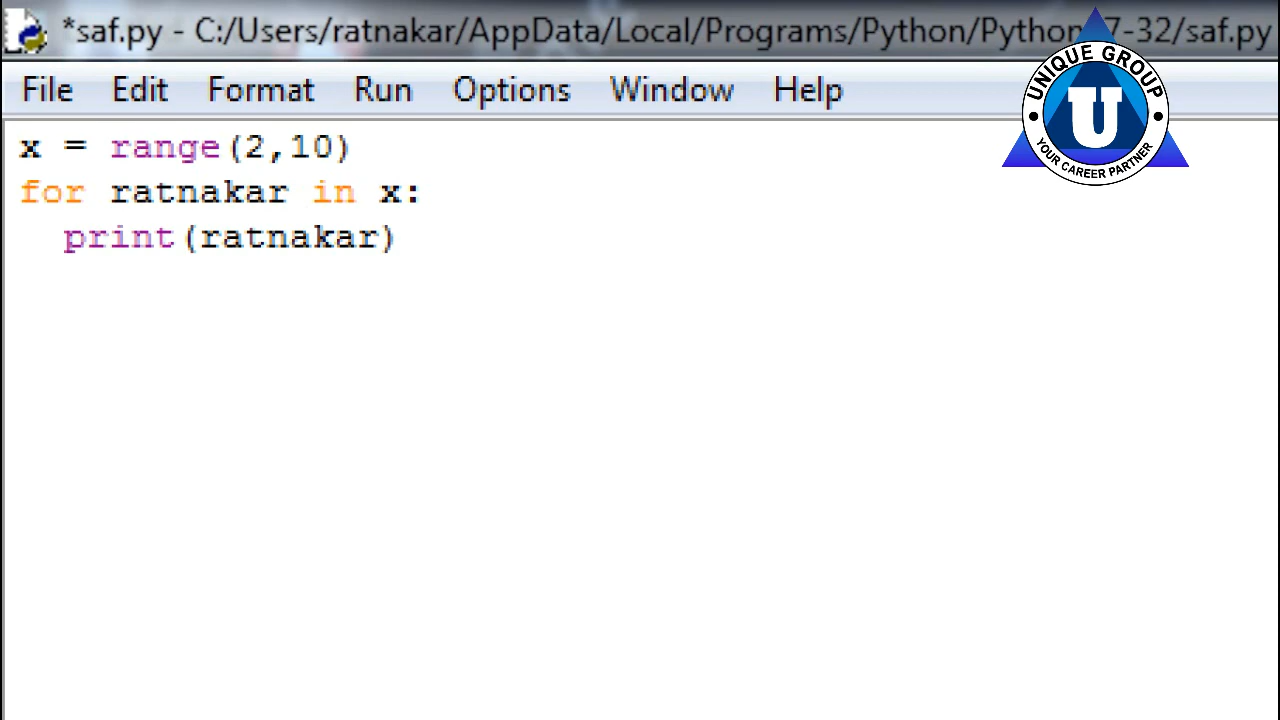 *saf.py - C:/Users/ratnakar/AppData/Local/Programs/Python/Python 7-32/saf.py
File Edit Format Run Options Window Help
UNIQUE GROUP
U
YOUR CAREER PARTNER
x = range(2,10)
for ratnakar in x:
  print(ratnakar)